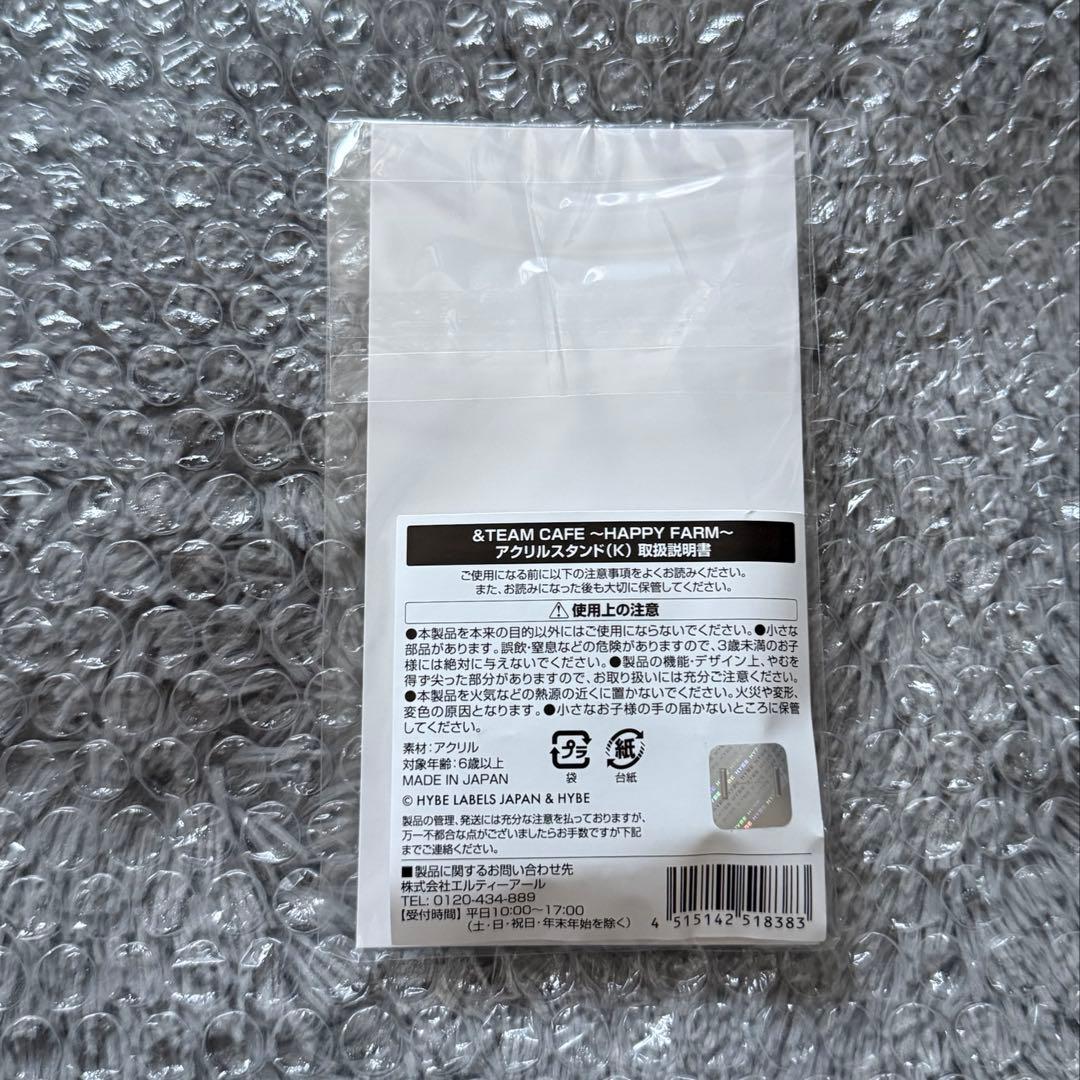 &TEAM CAFE 〜HAPPY FARM〜
アクリルスタンド(K) 取扱説明書
ご使用になる前に以下の注意事項をよくお読みください。
また、お読みになった後も大切に保管してください。
⚠使用上の注意
●本製品を本来の目的以外にはご使用にならないでください。●小さな
部品があります。誤飲・窒息などの危険がありますので、3歳未満のお子
様には絶対に与えないでください。●製品の機能・デザイン上、やむを
得ず尖った部分がありますので、お取り扱いには充分ご注意ください。
●本製品を火気などの熱源の近くに置かないでください。火災や変形、
変色の原因となります。●小さなお子様の手の届かないところに保管
してください。
素材:アクリル
対象年齢:6歳以上
MADE IN JAPAN
プラ
袋
紙
台紙
© HYBE LABELS JAPAN & HYBE
製品の管理、発送には充分な注意を払っておりますが、
万一不都合な点がございましたらお手数ですが下記
までご連絡ください。
■製品に関するお問い合わせ先
株式会社エルティーアール
TEL: 0120-434-889
【受付時間】平日10:00〜17:00
(土・日・祝日・年末年始を除く)
4 515142 518383